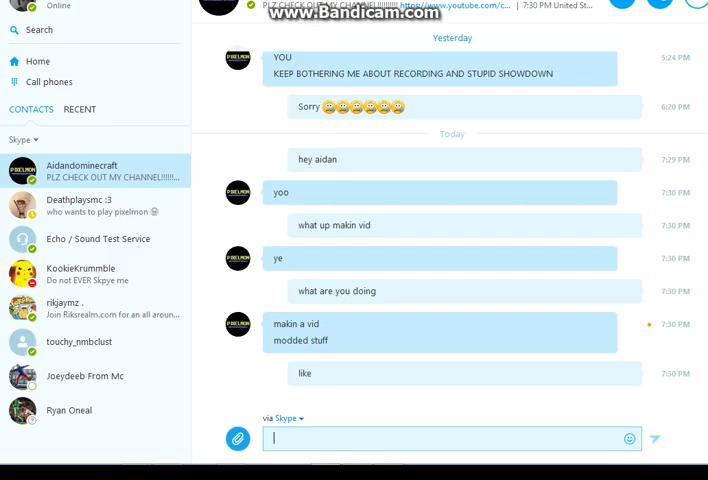 Online
PLZ CHECK OUT MY CHANNEL!!!!!!!! https://www.youtube.com/c... | 7:30 PM United St...
www.Bandicam.com
Search
Home
Call phones
CONTACTS RECENT
Skype
Aidandominecraft
PLZ CHECK OUT MY CHANNEL!!!!!!...
Deathplaysmc :3
who wants to play pixelmon
Echo / Sound Test Service
KookieKrummble
Do not EVER Skpye me
rikjaymz .
Join Riksrealm.com for an all aroun...
touchy_nmbclust
Joeydeeb From Mc
Ryan Oneal
Yesterday
YOU 5:24 PM
KEEP BOTHERING ME ABOUT RECORDING AND STUPID SHOWDOWN
Sorry 6:20 PM
Today
hey aidan 7:29 PM
yoo 7:30 PM
what up makin vid 7:30 PM
ye 7:30 PM
what are you doing 7:30 PM
makin a vid 7:30 PM
modded stuff
like 7:30 PM
via Skype
PIXELMON